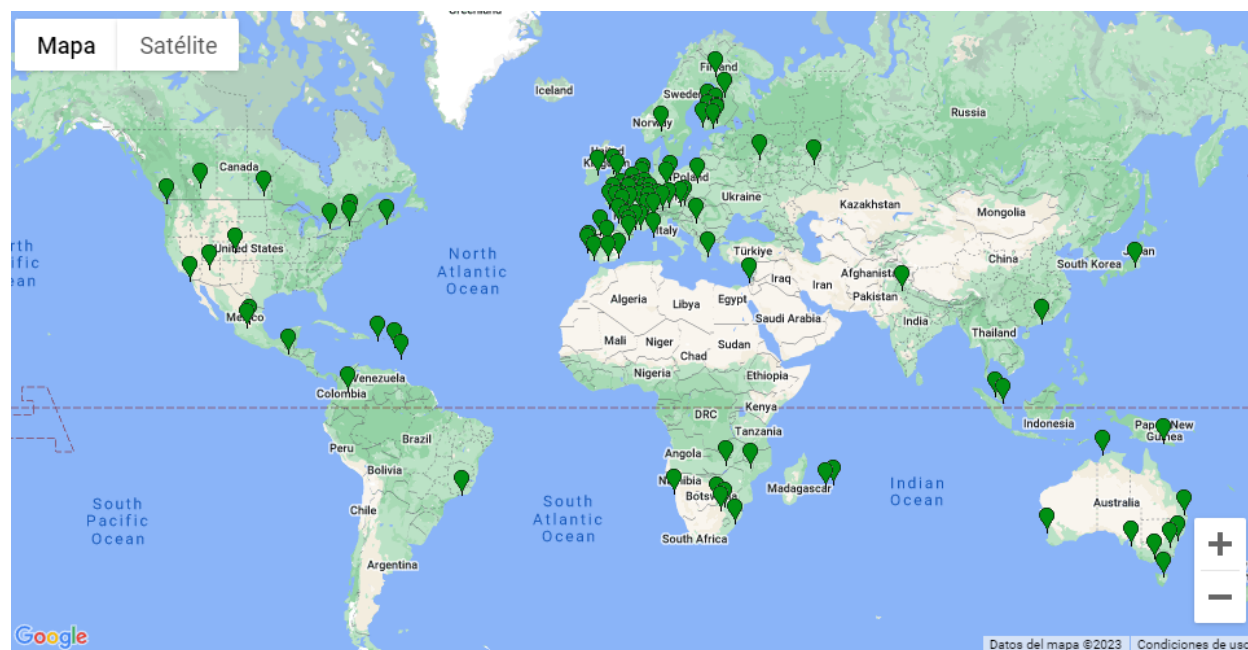 Greenland
Mapa
Satélite
Iceland
Finland
Sweden
Norway
Russia
United
Kingdom
Canada
Poland
Ukraine
Kazakhstan
Mongolia
North
Atlantic
Ocean
United States
Italy
Türkiye
China
South Korea
Japan
Afghanistan
Iraq
Iran
Pakistan
Algeria
Libya
Egypt
Saudi Arabia
India
Mexico
Mali
Niger
Chad
Sudan
Thailand
Nigeria
Ethiopia
Venezuela
Colombia
DRC
Kenya
Indonesia
Papua New
Guinea
Tanzania
Peru
Brazil
Angola
Bolivia
Namibia
Botswana
Madagascar
Indian
Ocean
South
Pacific
Ocean
Chile
South
Atlantic
Ocean
Australia
South Africa
Argentina
Google
Datos del mapa ©2023
Condiciones de uso